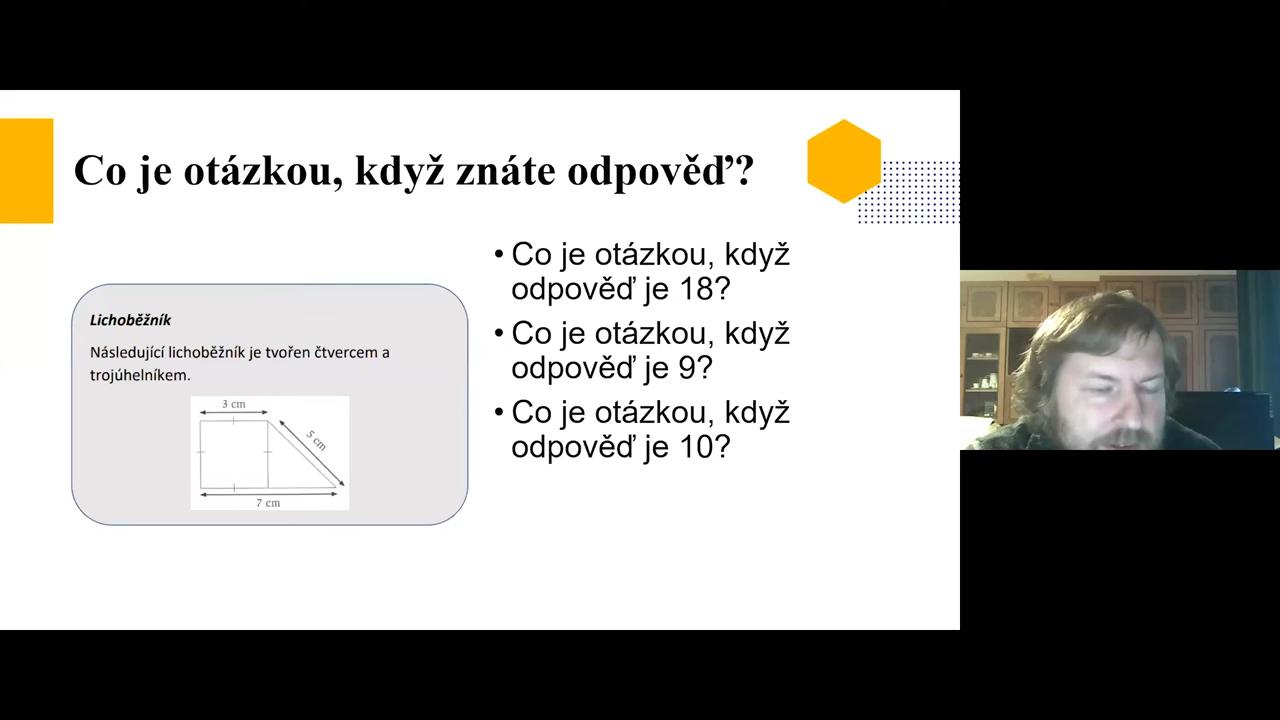 Co je otázkou, když znáte odpověď?
Lichoběžník
Následující lichoběžník je tvořen čtvercem a
trojúhelníkem.
3 cm
5 cm
7 cm
• Co je otázkou, když
odpověď je 18?
• Co je otázkou, když
odpověď je 9?
• Co je otázkou, když
odpověď je 10?